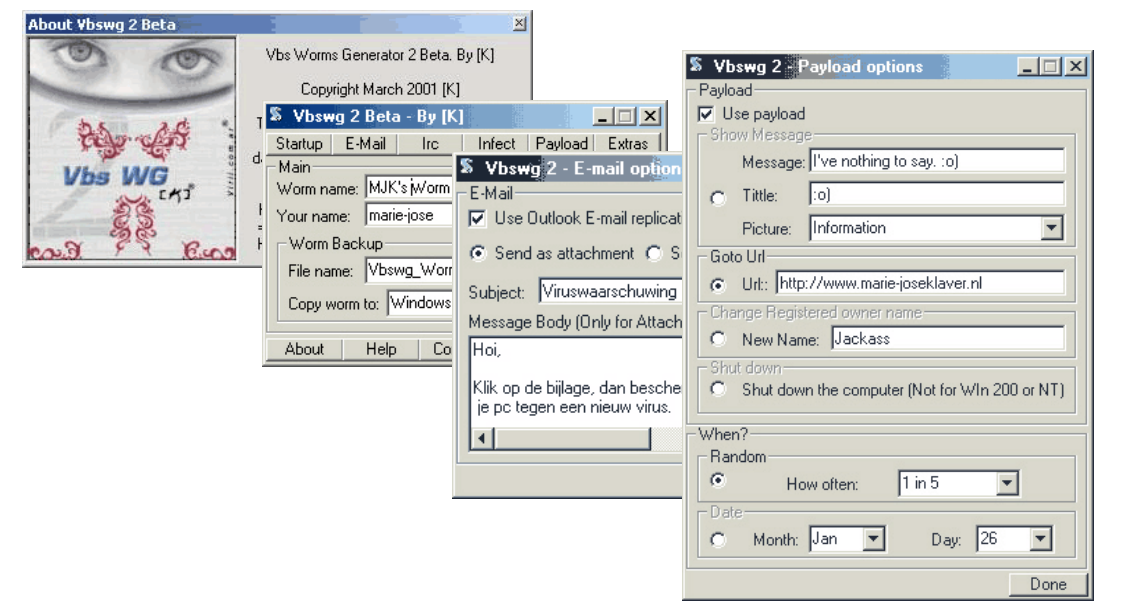 About Vbswg 2 Beta
Vbs Worms Generator 2 Beta. By [K]
Copyright March 2001 [K]
Vbs WG
[K]
Vbswg 2 Beta - By [K]
Startup E-Mail Irc Infect Payload Extras
Main
Worm name: MJK's Worm
Your name: marie-jose
Worm Backup
File name: Vbswg_Worr
Copy worm to: Windows
About Help Co
Vbswg 2 - E-mail option
E-Mail
Use Outlook E-mail replicat
Send as attachment S
Subject: Viruswaarschuwing
Message Body (Only for Attach
Hoi,
Klik op de bijlage, dan besche
je pc tegen een nieuw virus.
Vbswg 2 - Payload options
Payload
Use payload
Show Message
Message: I've nothing to say. :o)
Tittle: :o)
Picture: Information
Goto Url
Url:: http://www.marie-joseklaver.nl
Change Registered owner name
New Name: Jackass
Shut down
Shut down the computer (Not for WIn 200 or NT)
When?
Random
How often: 1 in 5
Date
Month: Jan Day: 26
Done